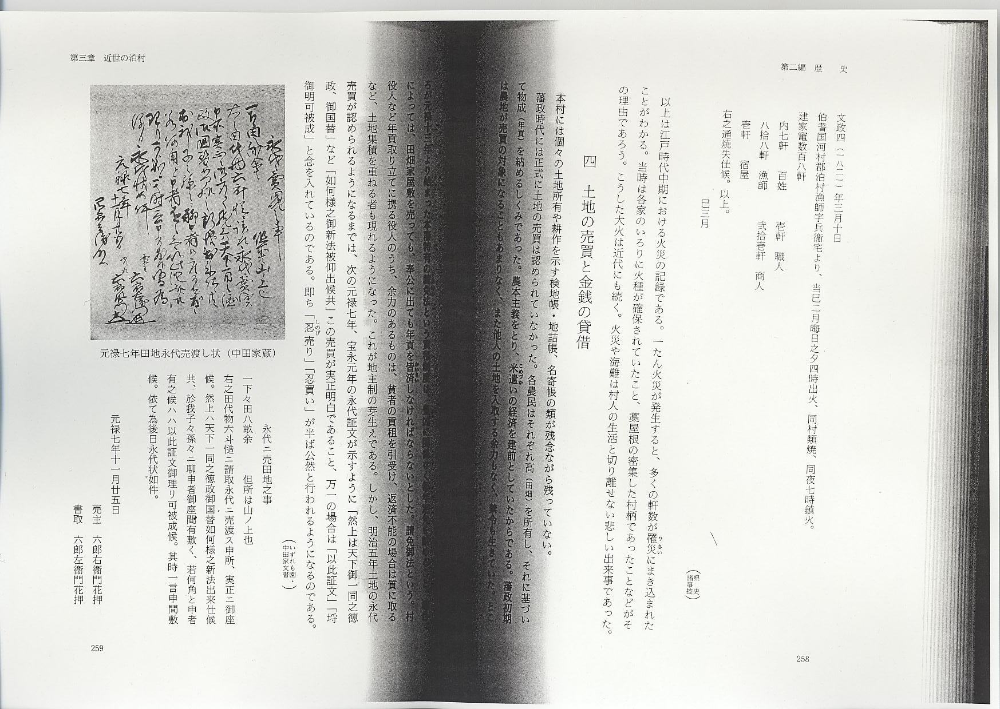 第二編　歴　史
文政四（一八二一）年三月十日
伯耆国河村郡泊村漁師宇兵衛宅より、当巳二月晦日之夕四時出火、同村類焼、同夜七時鎮火。
建家竃数百八軒
内七軒　百姓　壱軒　職人
八拾八軒　漁師　弐拾壱軒　商人
壱軒　宿屋
右之通焼失仕候。以上。
巳三月
（県史　諸事控）
以上は江戸時代中期における火災の記録である。一たん火災が発生すると、多くの軒数が罹災にまき込まれた
ことがわかる。当時は各家のいろりに火種が確保されていたこと、藁屋根の密集した村柄であったことなどがそ
の理由であろう。こうした大火は近代にも続く。火災や海難は村人の生活と切り離せない悲しい出来事であった。
四　土地の売買と金銭の貸借
本村には個々の土地所有や耕作を示す検地帳・地詰帳、名寄帳の類が残念ながら残っていない。
藩政時代には正式に土地の売買は認められていなかった。各農民はそれぞれ高（田畑）を所有し、それに基づい
て物成（年貢）を納めるしくみであった。農本主義をとり、米遣いの経済を建前としていたからである。藩政初期
は農地が売買の対象になることもあまりなく、また他人の土地を入取する余力もなく、禁令も生きていた。とこ
258
第三章　近世の泊村
ろが元禄十三年より始まった本藩特有の請免法という
によっては、田畑家屋敷を売っても、奉公に出ても年貢を皆済しなければならないとした。請免御法という。村
役人など年貢取り立てに携る役人のうち、余力のあるものは、貧者の貢租を引受け、返済不能の場合は質に取る
など、土地集積を重ねる者も現れるようになった。これが地主制の芽生えである。しかし、明治五年土地の永代
売買が認められるようになるまでは、次の元禄七年、宝永元年の永代証文が示すように「然上は天下御一同之徳
政、御国替」など「如何様之御新法被仰出候共」この売買が実正明白であること、万一の場合は「以此証文」「埒
御明可被成」と念を入れているのである。即ち「忍売り」「忍買い」が半ば公然と行われるようになるのである。
（いずれも園・中田家文書）
元禄七年田地永代売渡し状（中田家蔵）
永代ニ売田地之事
一下々田八畝余　但所は山ノ上也
右之田代物六斗慥ニ請取永代ニ売渡ス申所、実正ニ御座
候。然上ハ天下一同之徳政御国替如何様之新法出来仕候
共、於我子々孫々ニ聊申者御座間有敷く、若何角と申者
有之候ハハ以此証文御理リ可被成候。其時一言申間敷
候。依て為後日永代状如件。
元禄七年十一月廿五日
売主　六郎右衞門花押
書取　六郎左衞門花押
259